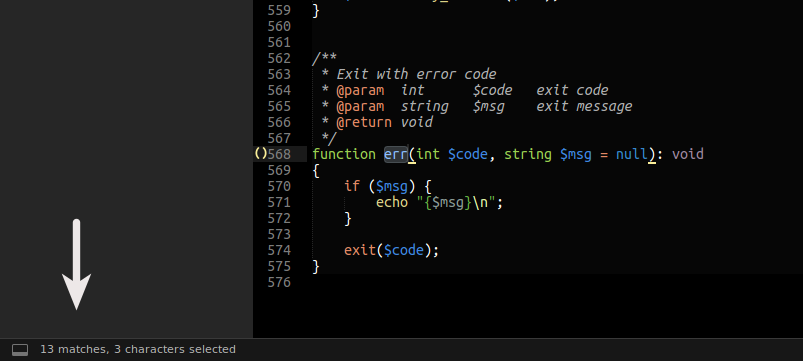 559 }
560
561
562 /**
563  * Exit with error code
564  * @param  int      $code   exit code
565  * @param  string   $msg    exit message
566  * @return void
567  */
()568 function err(int $code, string $msg = null): void
569 {
570     if ($msg) {
571         echo "{$msg}\n";
572     }
573
574     exit($code);
575 }
576
13 matches, 3 characters selected